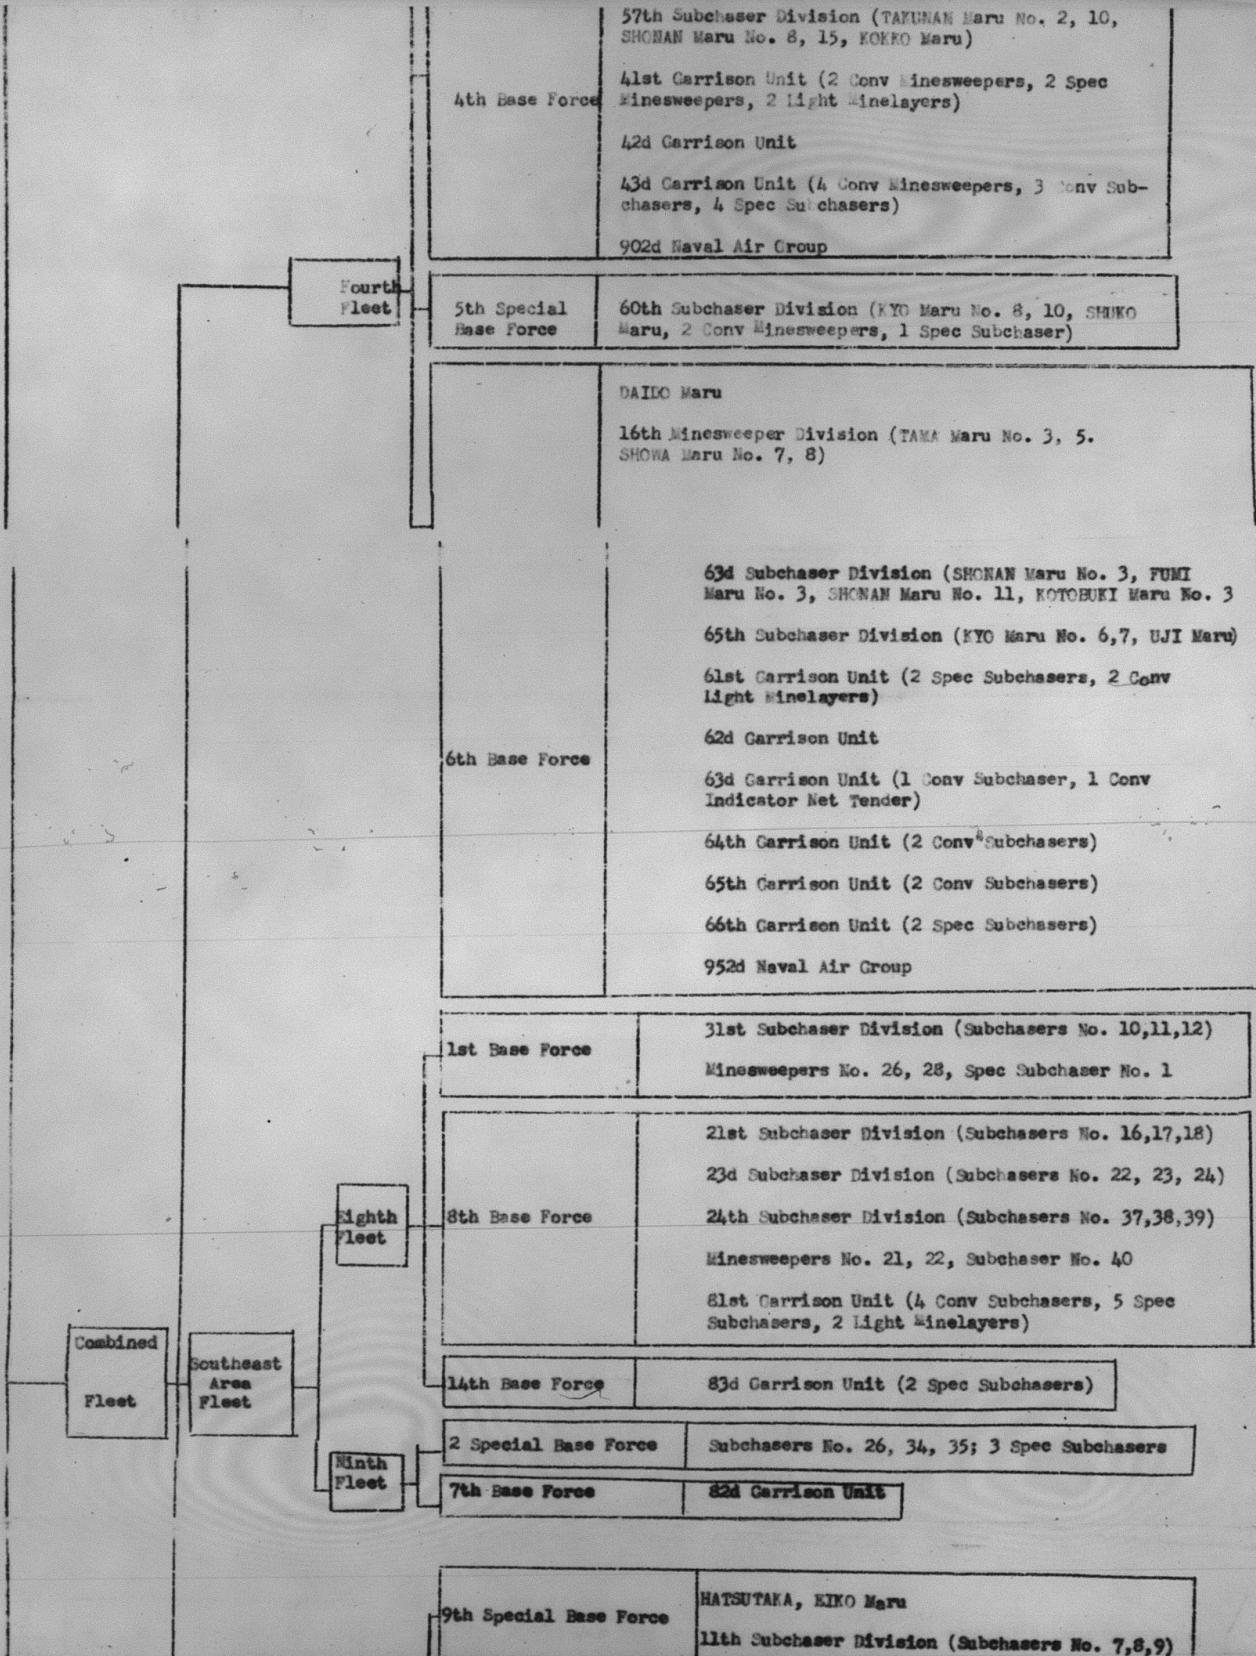 57th Subchaser Division (TAKUNAN Maru No. 2, 10,
SHONAN Maru No. 8, 15, KOKKO Maru)
4th Base Force
41st Garrison Unit (2 Conv Minesweepers, 2 Spec
Minesweepers, 2 Light Minelayers)
42d Garrison Unit
43d Garrison Unit (4 Conv Minesweepers, 3 Conv Sub-
chasers, 4 Spec Subchasers)
902d Naval Air Group
Fourth
Fleet
5th Special
Base Force
60th Subchaser Division (KYO Maru No. 8, 10, SHUKO
Maru, 2 Conv Minesweepers, 1 Spec Subchaser)
DAIDO Maru
16th Minesweeper Division (TAMA Maru No. 3, 5.
SHOWA Maru No. 7, 8)
63d Subchaser Division (SHONAN Maru No. 3, FUMI
Maru No. 3, SHONAN Maru No. 11, KOTOBUKI Maru No. 3
65th Subchaser Division (KYO Maru No. 6,7, UJI Maru)
61st Garrison Unit (2 Spec Subchasers, 2 Conv
Light Minelayers)
62d Garrison Unit
6th Base Force
63d Garrison Unit (1 Conv Subchaser, 1 Conv
Indicator Net Tender)
64th Garrison Unit (2 Conv Subchasers)
65th Garrison Unit (2 Conv Subchasers)
66th Garrison Unit (2 Spec Subchasers)
952d Naval Air Group
1st Base Force
31st Subchaser Division (Subchasers No. 10,11,12)
Minesweepers No. 26, 28, Spec Subchaser No. 1
21st Subchaser Division (Subchasers No. 16,17,18)
23d Subchaser Division (Subchasers No. 22, 23, 24)
Eighth
Fleet
8th Base Force
24th Subchaser Division (Subchasers No. 37,38,39)
Minesweepers No. 21, 22, Subchaser No. 40
81st Garrison Unit (4 Conv Subchasers, 5 Spec
Subchasers, 2 Light Minelayers)
Combined
Fleet
Southeast
Area
Fleet
14th Base Force
83d Garrison Unit (2 Spec Subchasers)
2 Special Base Force
Subchasers No. 26, 34, 35; 3 Spec Subchasers
Ninth
Fleet
7th Base Force
82d Garrison Unit
9th Special Base Force
HATSUTAKA, EIKO Maru
11th Subchaser Division (Subchasers No. 7,8,9)